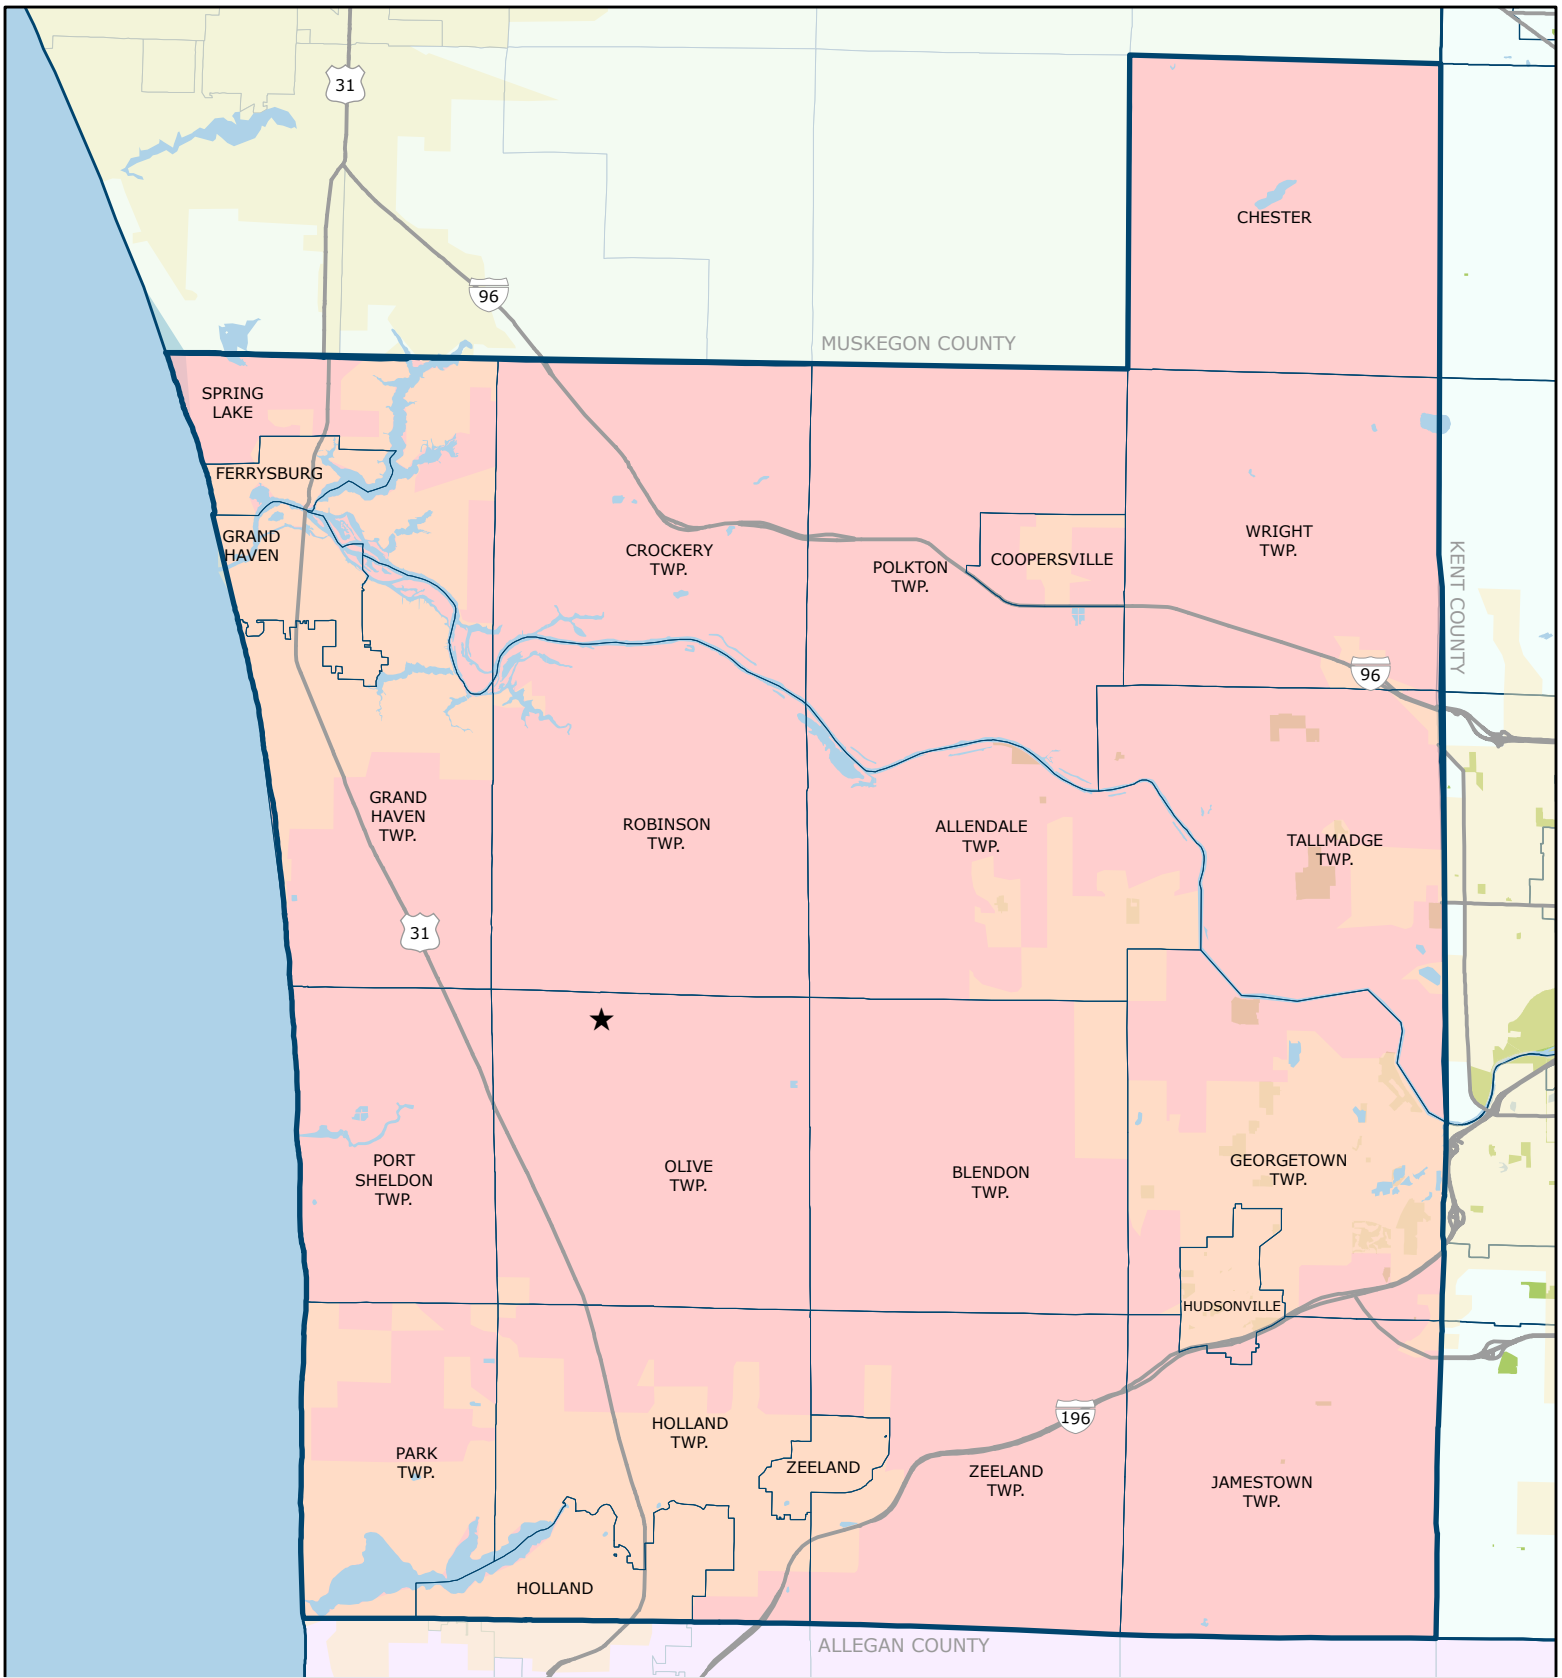 31
CHESTER
96
MUSKEGON COUNTY
SPRING
LAKE
FERRYSBURG
GRAND
HAVEN
CROCKERY
TWP.
POLKTON
TWP.
COOPERSVILLE
WRIGHT
TWP.
KENT COUNTY
96
GRAND
HAVEN
TWP.
ROBINSON
TWP.
ALLENDALE
TWP.
TALLMADGE
TWP.
31
PORT
SHELDON
TWP.
OLIVE
TWP.
BLENDON
TWP.
GEORGETOWN
TWP.
HUDSONVILLE
196
PARK
TWP.
HOLLAND
TWP.
ZEELAND
ZEELAND
TWP.
JAMESTOWN
TWP.
HOLLAND
ALLEGAN COUNTY